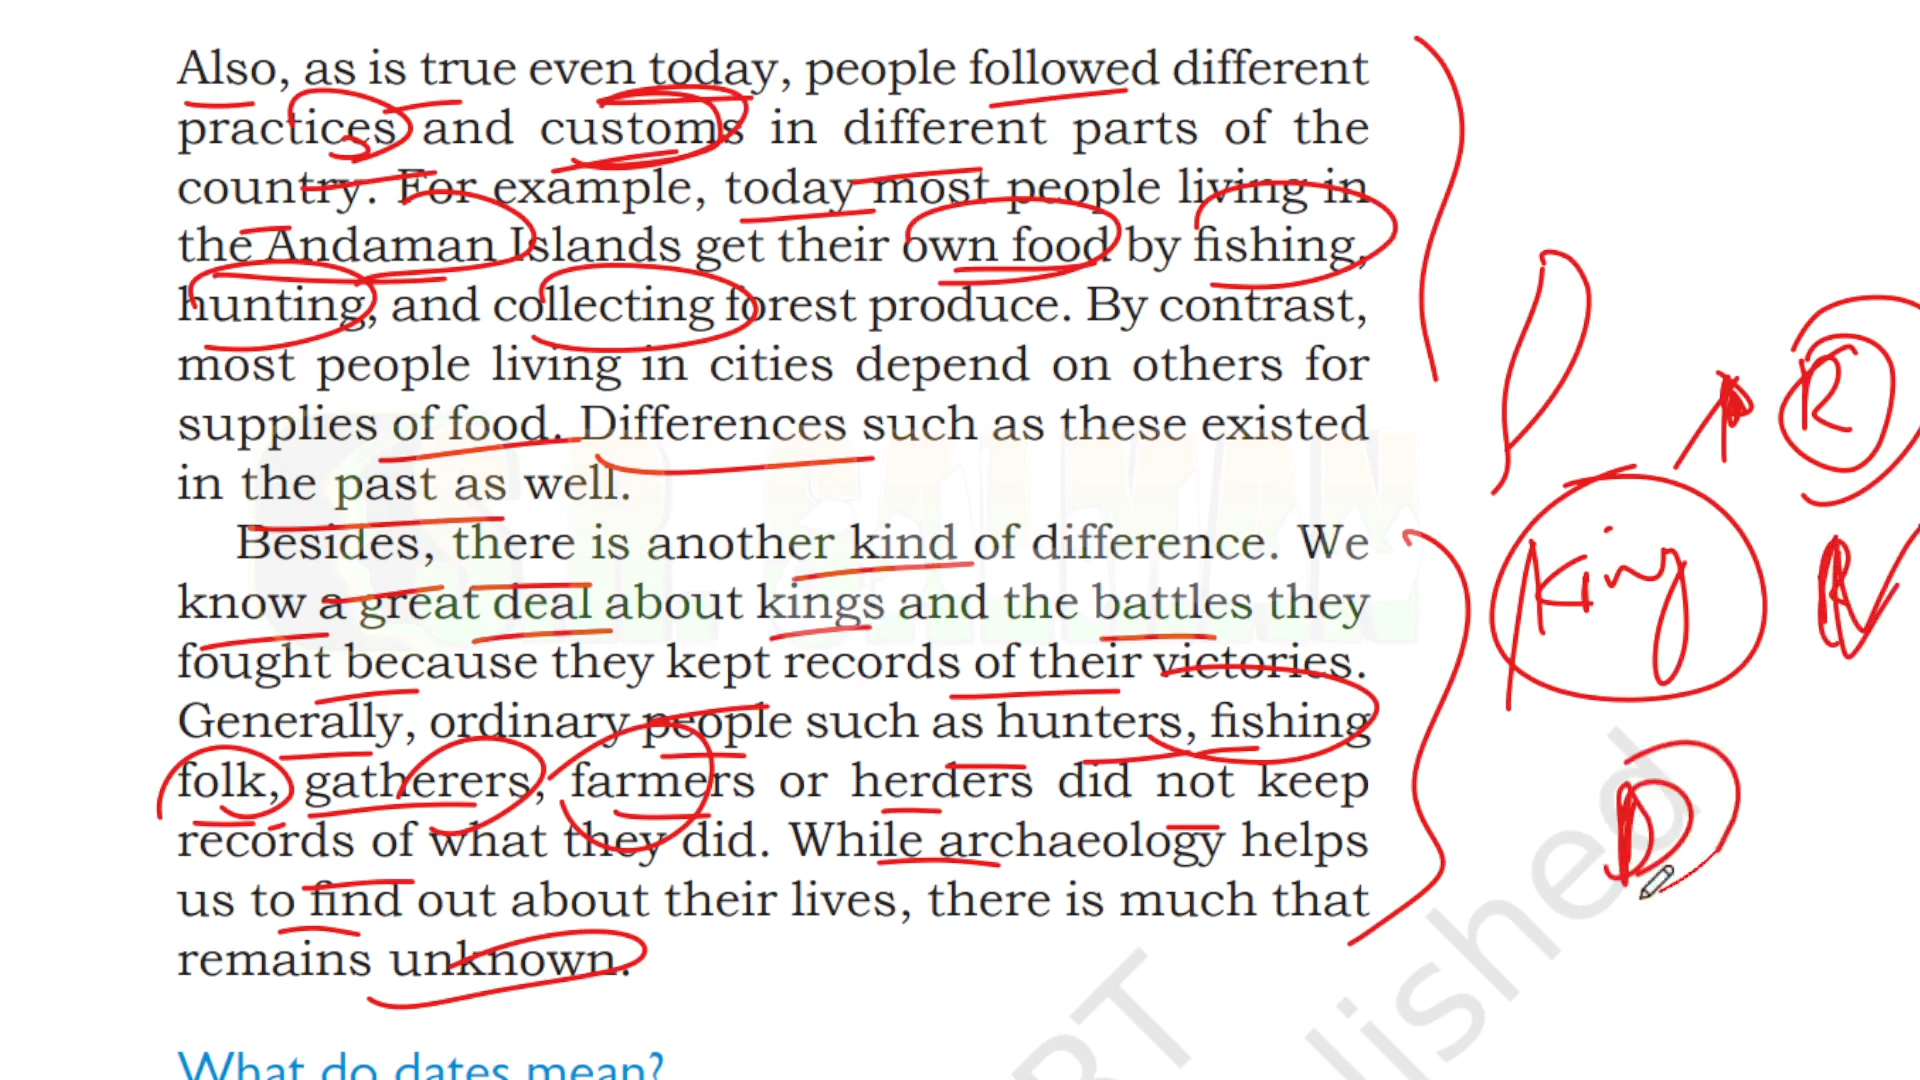 Also, as is true even today, people followed different
practices and customs in different parts of the
country. For example, today most people living in
the Andaman Islands get their own food by fishing,
hunting, and collecting forest produce. By contrast,
most people living in cities depend on others for
supplies of food. Differences such as these existed
in the past as well.
Besides, there is another kind of difference. We
know a great deal about kings and the battles they
fought because they kept records of their victories.
Generally, ordinary people such as hunters, fishing
folk, gatherers, farmers or herders did not keep
records of what they did. While archaeology helps
us to find out about their lives, there is much that
remains unknown.
What do dates mean?
R
King
D
SIR SALMAN